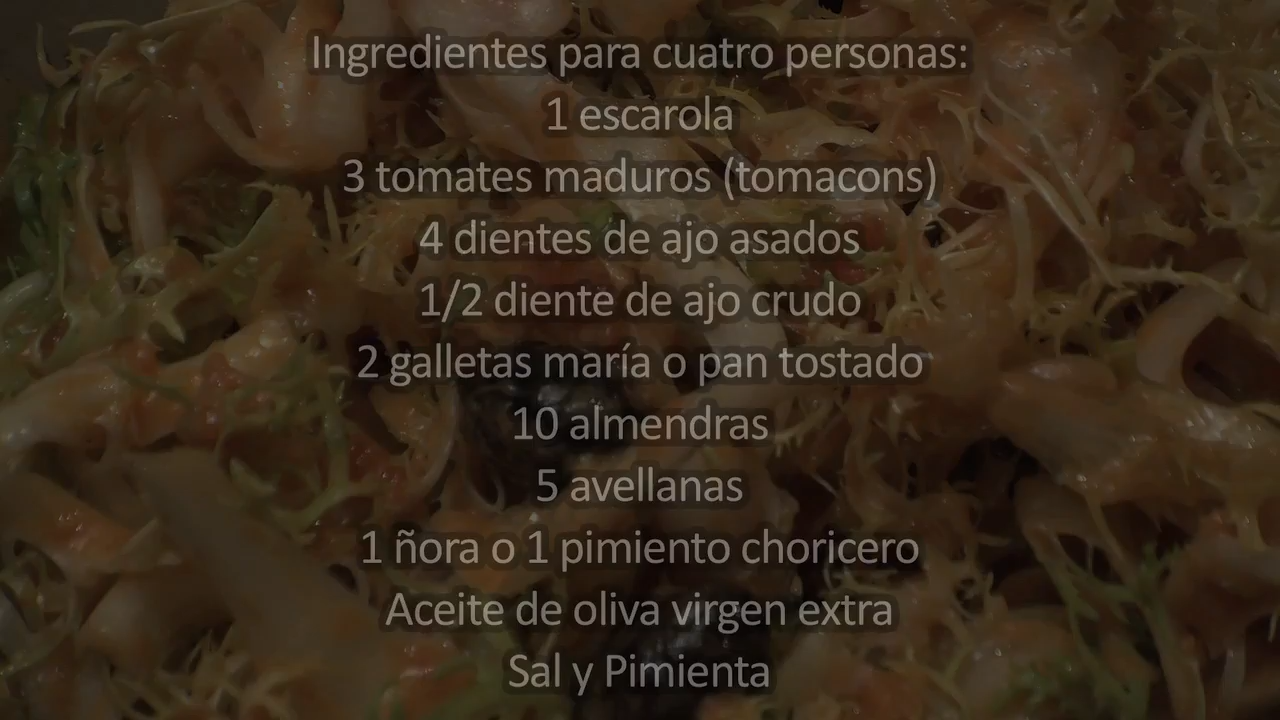 Ingredientes para cuatro personas:
1 escarola
3 tomates maduros (tomacons)
4 dientes de ajo asados
1/2 diente de ajo crudo
2 galletas maría o pan tostado
10 almendras
5 avellanas
1 ñora o 1 pimiento choricero
Aceite de oliva virgen extra
Sal y Pimienta